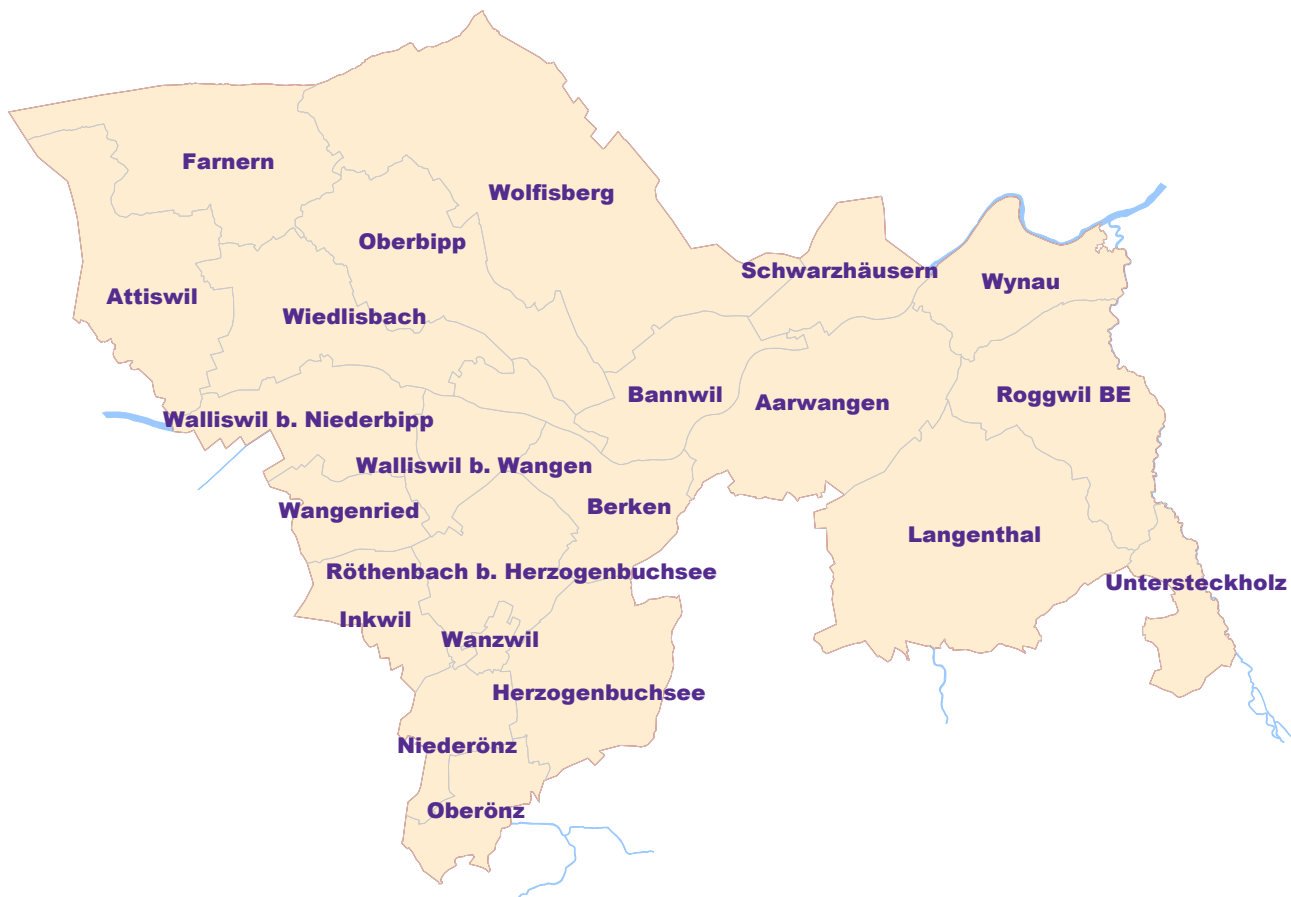 Farnern
Wolfisberg
Oberbipp
Schwarzhäusern
Wynau
Attiswil
Wiedlisbach
Bannwil
Aarwangen
Roggwil BE
Walliswil b. Niederbipp
Walliswil b. Wangen
Wangenried
Berken
Langenthal
Röthenbach b. Herzogenbuchsee
Untersteckholz
Inkwil
Wanzwil
Herzogenbuchsee
Niederönz
Oberönz